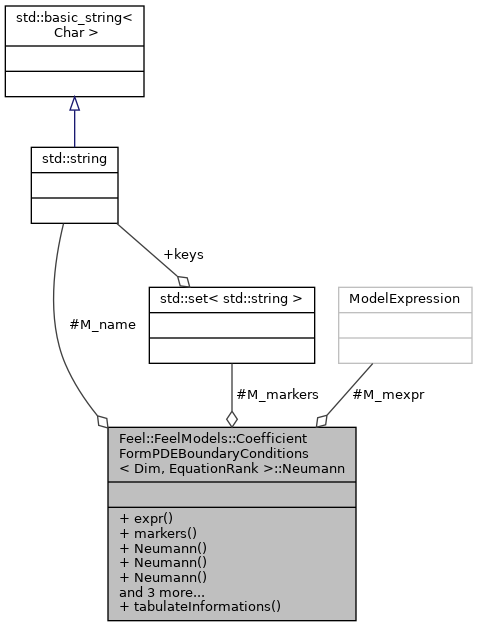 std::basic_string<
Char >
std::string
+keys
std::set< std::string >
ModelExpression
#M_name
#M_markers
#M_mexpr
Feel::FeelModels::Coefficient
FormPDEBoundaryConditions
< Dim, EquationRank >::Neumann
+ expr()
+ markers()
+ Neumann()
+ Neumann()
+ Neumann()
and 3 more...
+ tabulateInformations()